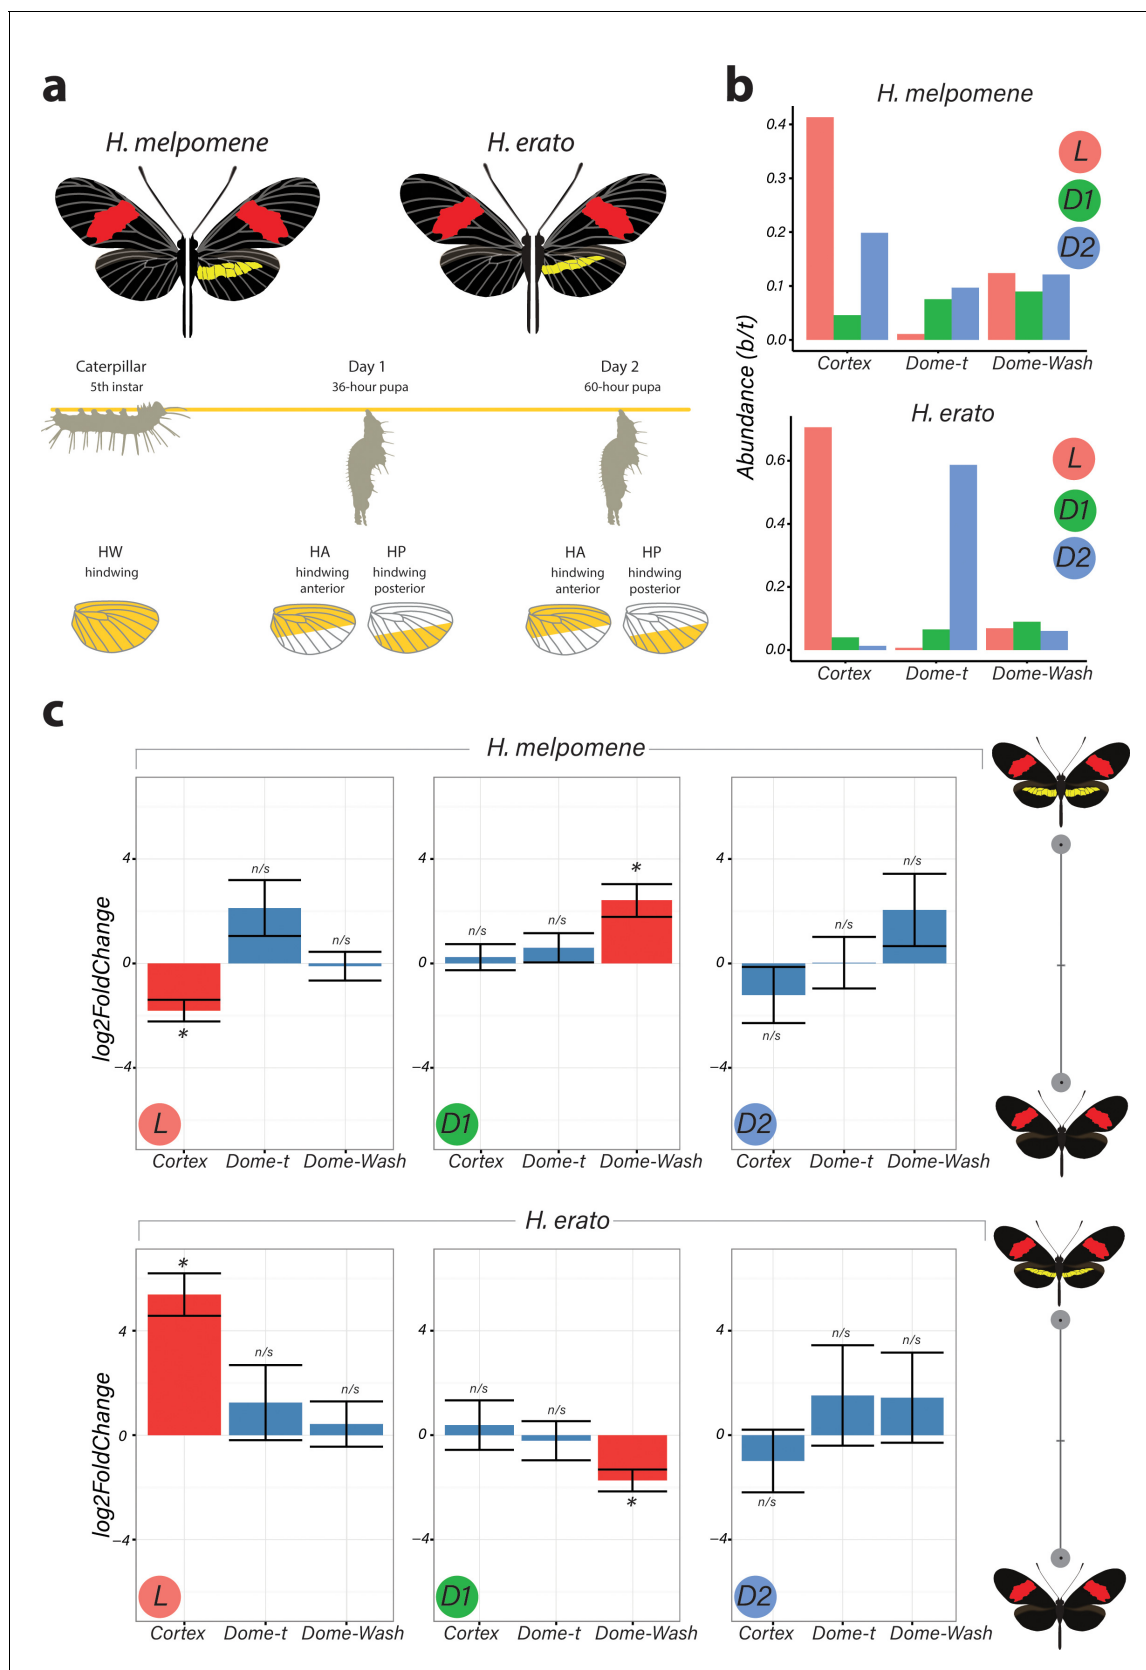 a
H. melpomene
H. erato
Caterpillar
5th instar
Day 1
36-hour pupa
Day 2
60-hour pupa
HW
hindwing
HA
hindwing
anterior
HP
hindwing
posterior
HA
hindwing
anterior
HP
hindwing
posterior
b
H. melpomene
Abundance (b/t)
0.4
0.3
0.2
0.1
0.0
L
D1
D2
Cortex Dome-t Dome-Wash
H. erato
0.6
0.4
0.2
0.0
L
D1
D2
Cortex Dome-t Dome-Wash
c
H. melpomene
log2FoldChange
4
0
−4
*
n/s
n/s
L
Cortex Dome-t Dome-Wash
4
0
−4
n/s
n/s
*
D1
Cortex Dome-t Dome-Wash
4
0
−4
n/s
n/s
n/s
D2
Cortex Dome-t Dome-Wash
H. erato
log2FoldChange
4
0
−4
*
n/s
n/s
L
Cortex Dome-t Dome-Wash
4
0
−4
n/s
n/s
*
D1
Cortex Dome-t Dome-Wash
4
0
−4
n/s
n/s
n/s
D2
Cortex Dome-t Dome-Wash